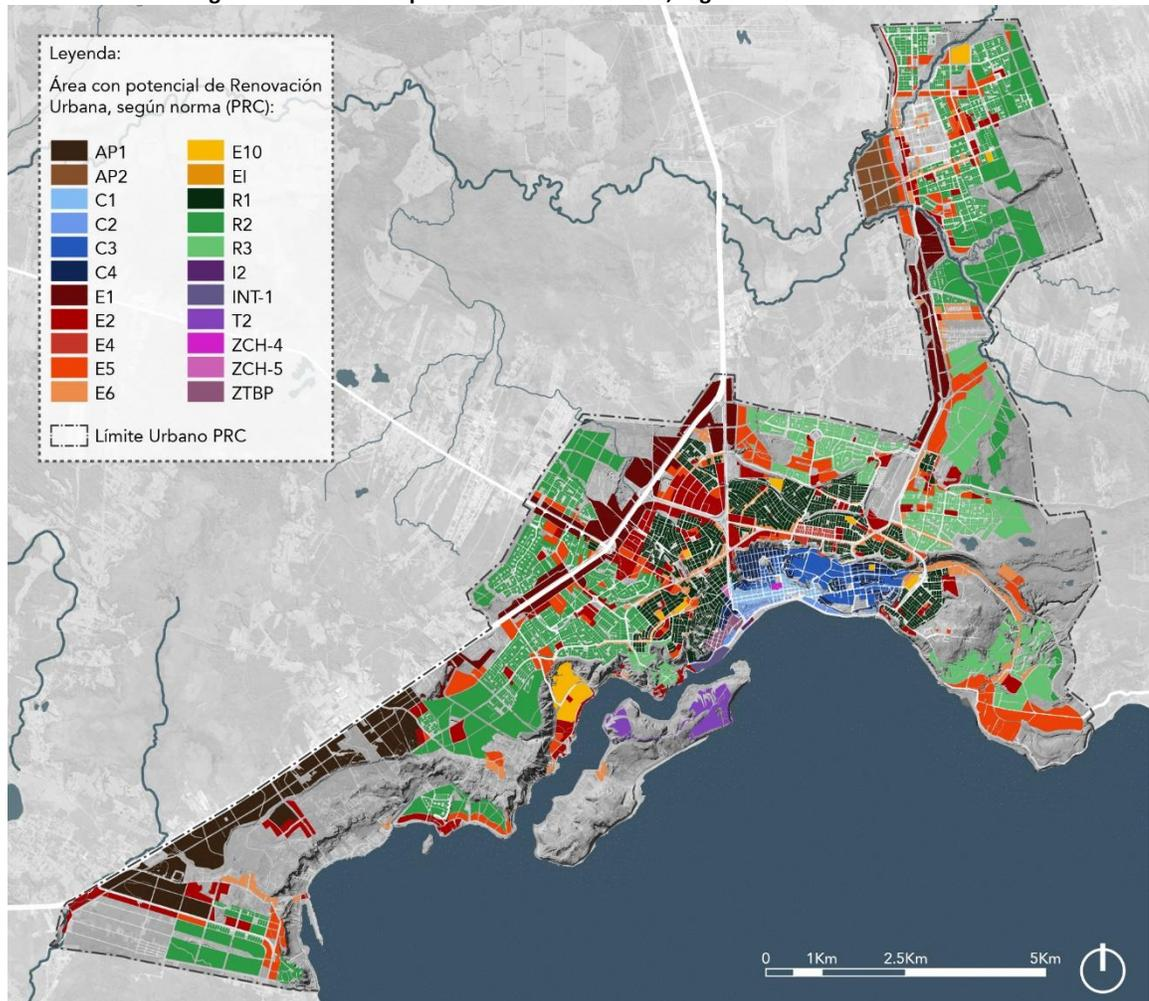 Leyenda:
Área con potencial de Renovación
Urbana, según norma (PRC):
AP1
AP2
C1
C2
C3
C4
E1
E2
E4
E5
E6
E10
EI
R1
R2
R3
I2
INT-1
T2
ZCH-4
ZCH-5
ZTBP
Límite Urbano PRC
0 1Km 2.5Km 5Km